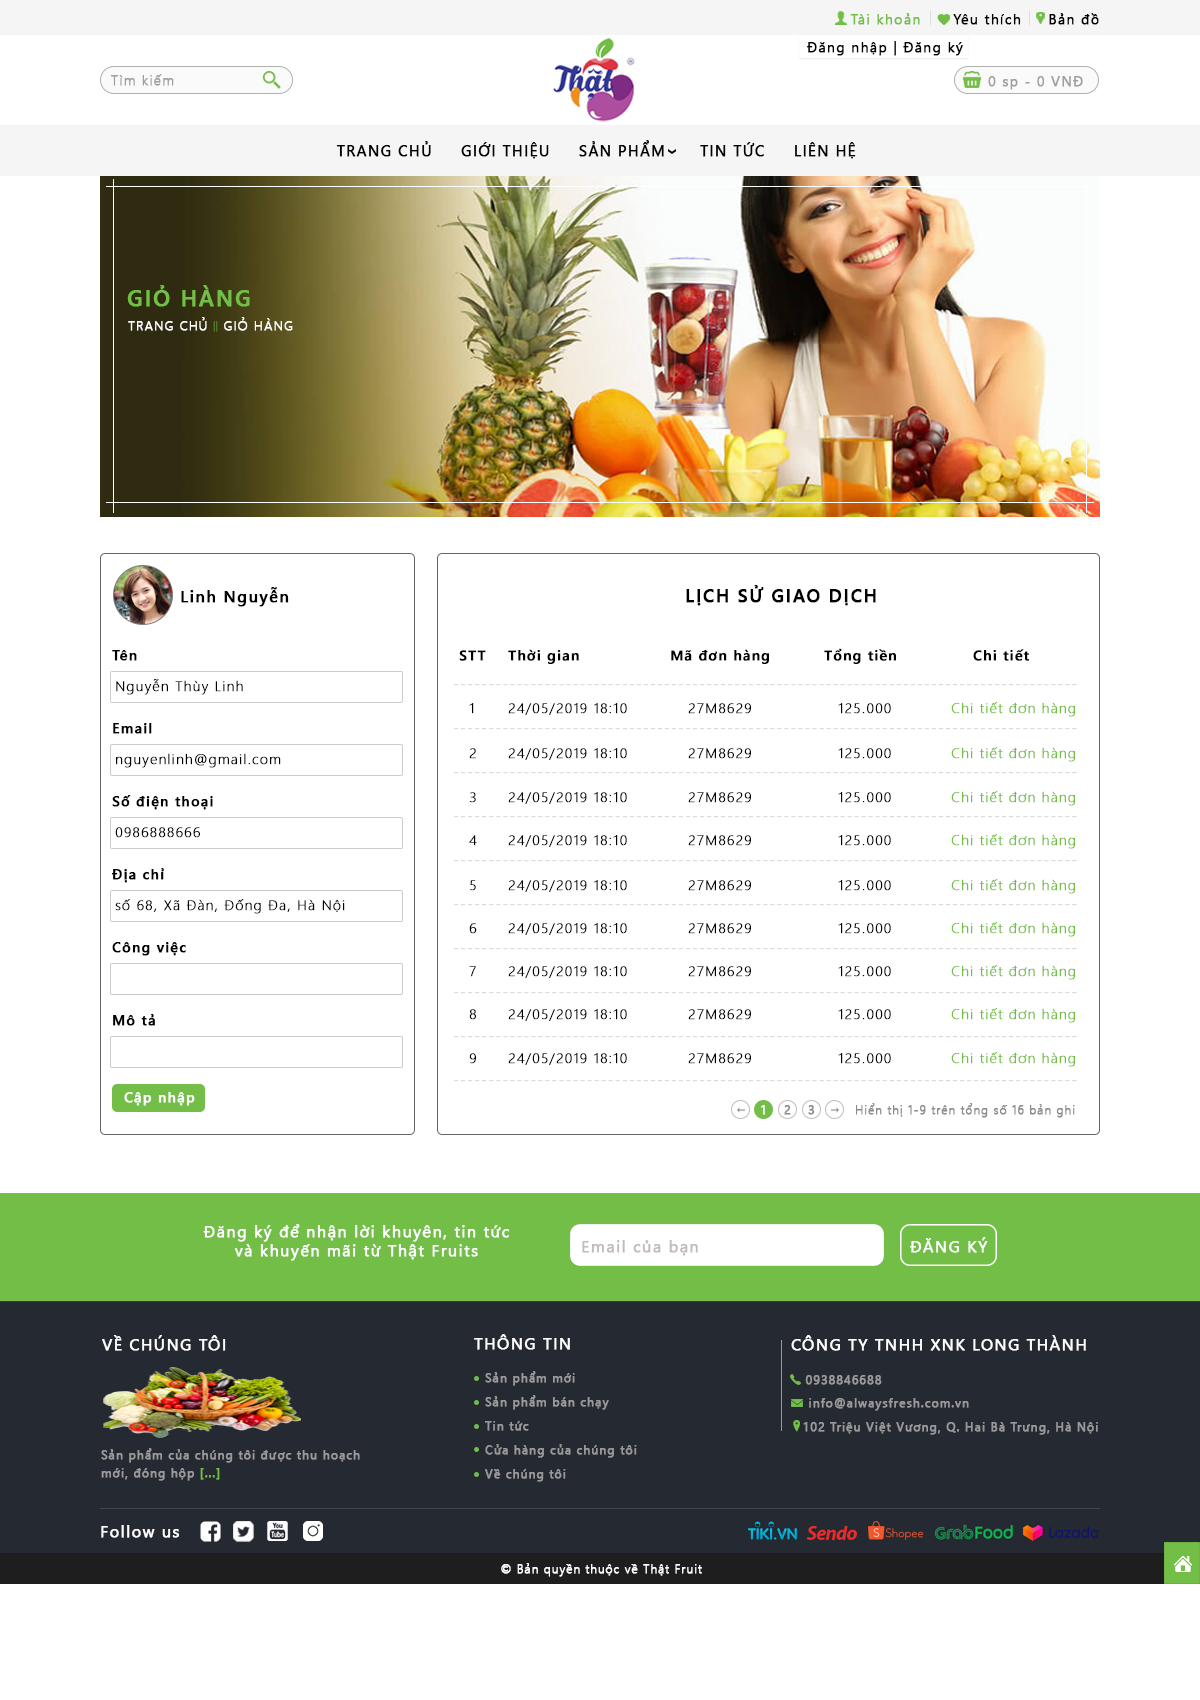 Tài khoản Yêu thích Bản đồ
Đăng nhập | Đăng ký
Tìm kiếm
Thật ®
0 sp - 0 VNĐ
TRANG CHỦ GIỚI THIỆU SẢN PHẨM TIN TỨC LIÊN HỆ
GIỎ HÀNG
TRANG CHỦ || GIỎ HÀNG
Linh Nguyễn
Tên
Nguyễn Thùy Linh
Email
nguyenlinh@gmail.com
Số điện thoại
0986888666
Địa chỉ
số 68, Xã Đàn, Đống Đa, Hà Nội
Công việc
Mô tả
Cập nhập
LỊCH SỬ GIAO DỊCH
STT Thời gian Mã đơn hàng Tổng tiền Chi tiết
1 24/05/2019 18:10 27M8629 125.000 Chi tiết đơn hàng
2 24/05/2019 18:10 27M8629 125.000 Chi tiết đơn hàng
3 24/05/2019 18:10 27M8629 125.000 Chi tiết đơn hàng
4 24/05/2019 18:10 27M8629 125.000 Chi tiết đơn hàng
5 24/05/2019 18:10 27M8629 125.000 Chi tiết đơn hàng
6 24/05/2019 18:10 27M8629 125.000 Chi tiết đơn hàng
7 24/05/2019 18:10 27M8629 125.000 Chi tiết đơn hàng
8 24/05/2019 18:10 27M8629 125.000 Chi tiết đơn hàng
9 24/05/2019 18:10 27M8629 125.000 Chi tiết đơn hàng
← 1 2 3 → Hiển thị 1-9 trên tổng số 16 bản ghi
Đăng ký để nhận lời khuyên, tin tức
và khuyến mãi từ Thật Fruits
Email của bạn
ĐĂNG KÝ
VỀ CHÚNG TÔI
Sản phẩm của chúng tôi được thu hoạch
mới, đóng hộp [...]
THÔNG TIN
Sản phẩm mới
Sản phẩm bán chạy
Tin tức
Cửa hàng của chúng tôi
Về chúng tôi
CÔNG TY TNHH XNK LONG THÀNH
0938846688
info@alwaysfresh.com.vn
102 Triệu Việt Vương, Q. Hai Bà Trưng, Hà Nội
Follow us You Tube
TIKI.VN Sendo Shopee GrabFood Lazada
© Bản quyền thuộc về Thật Fruit